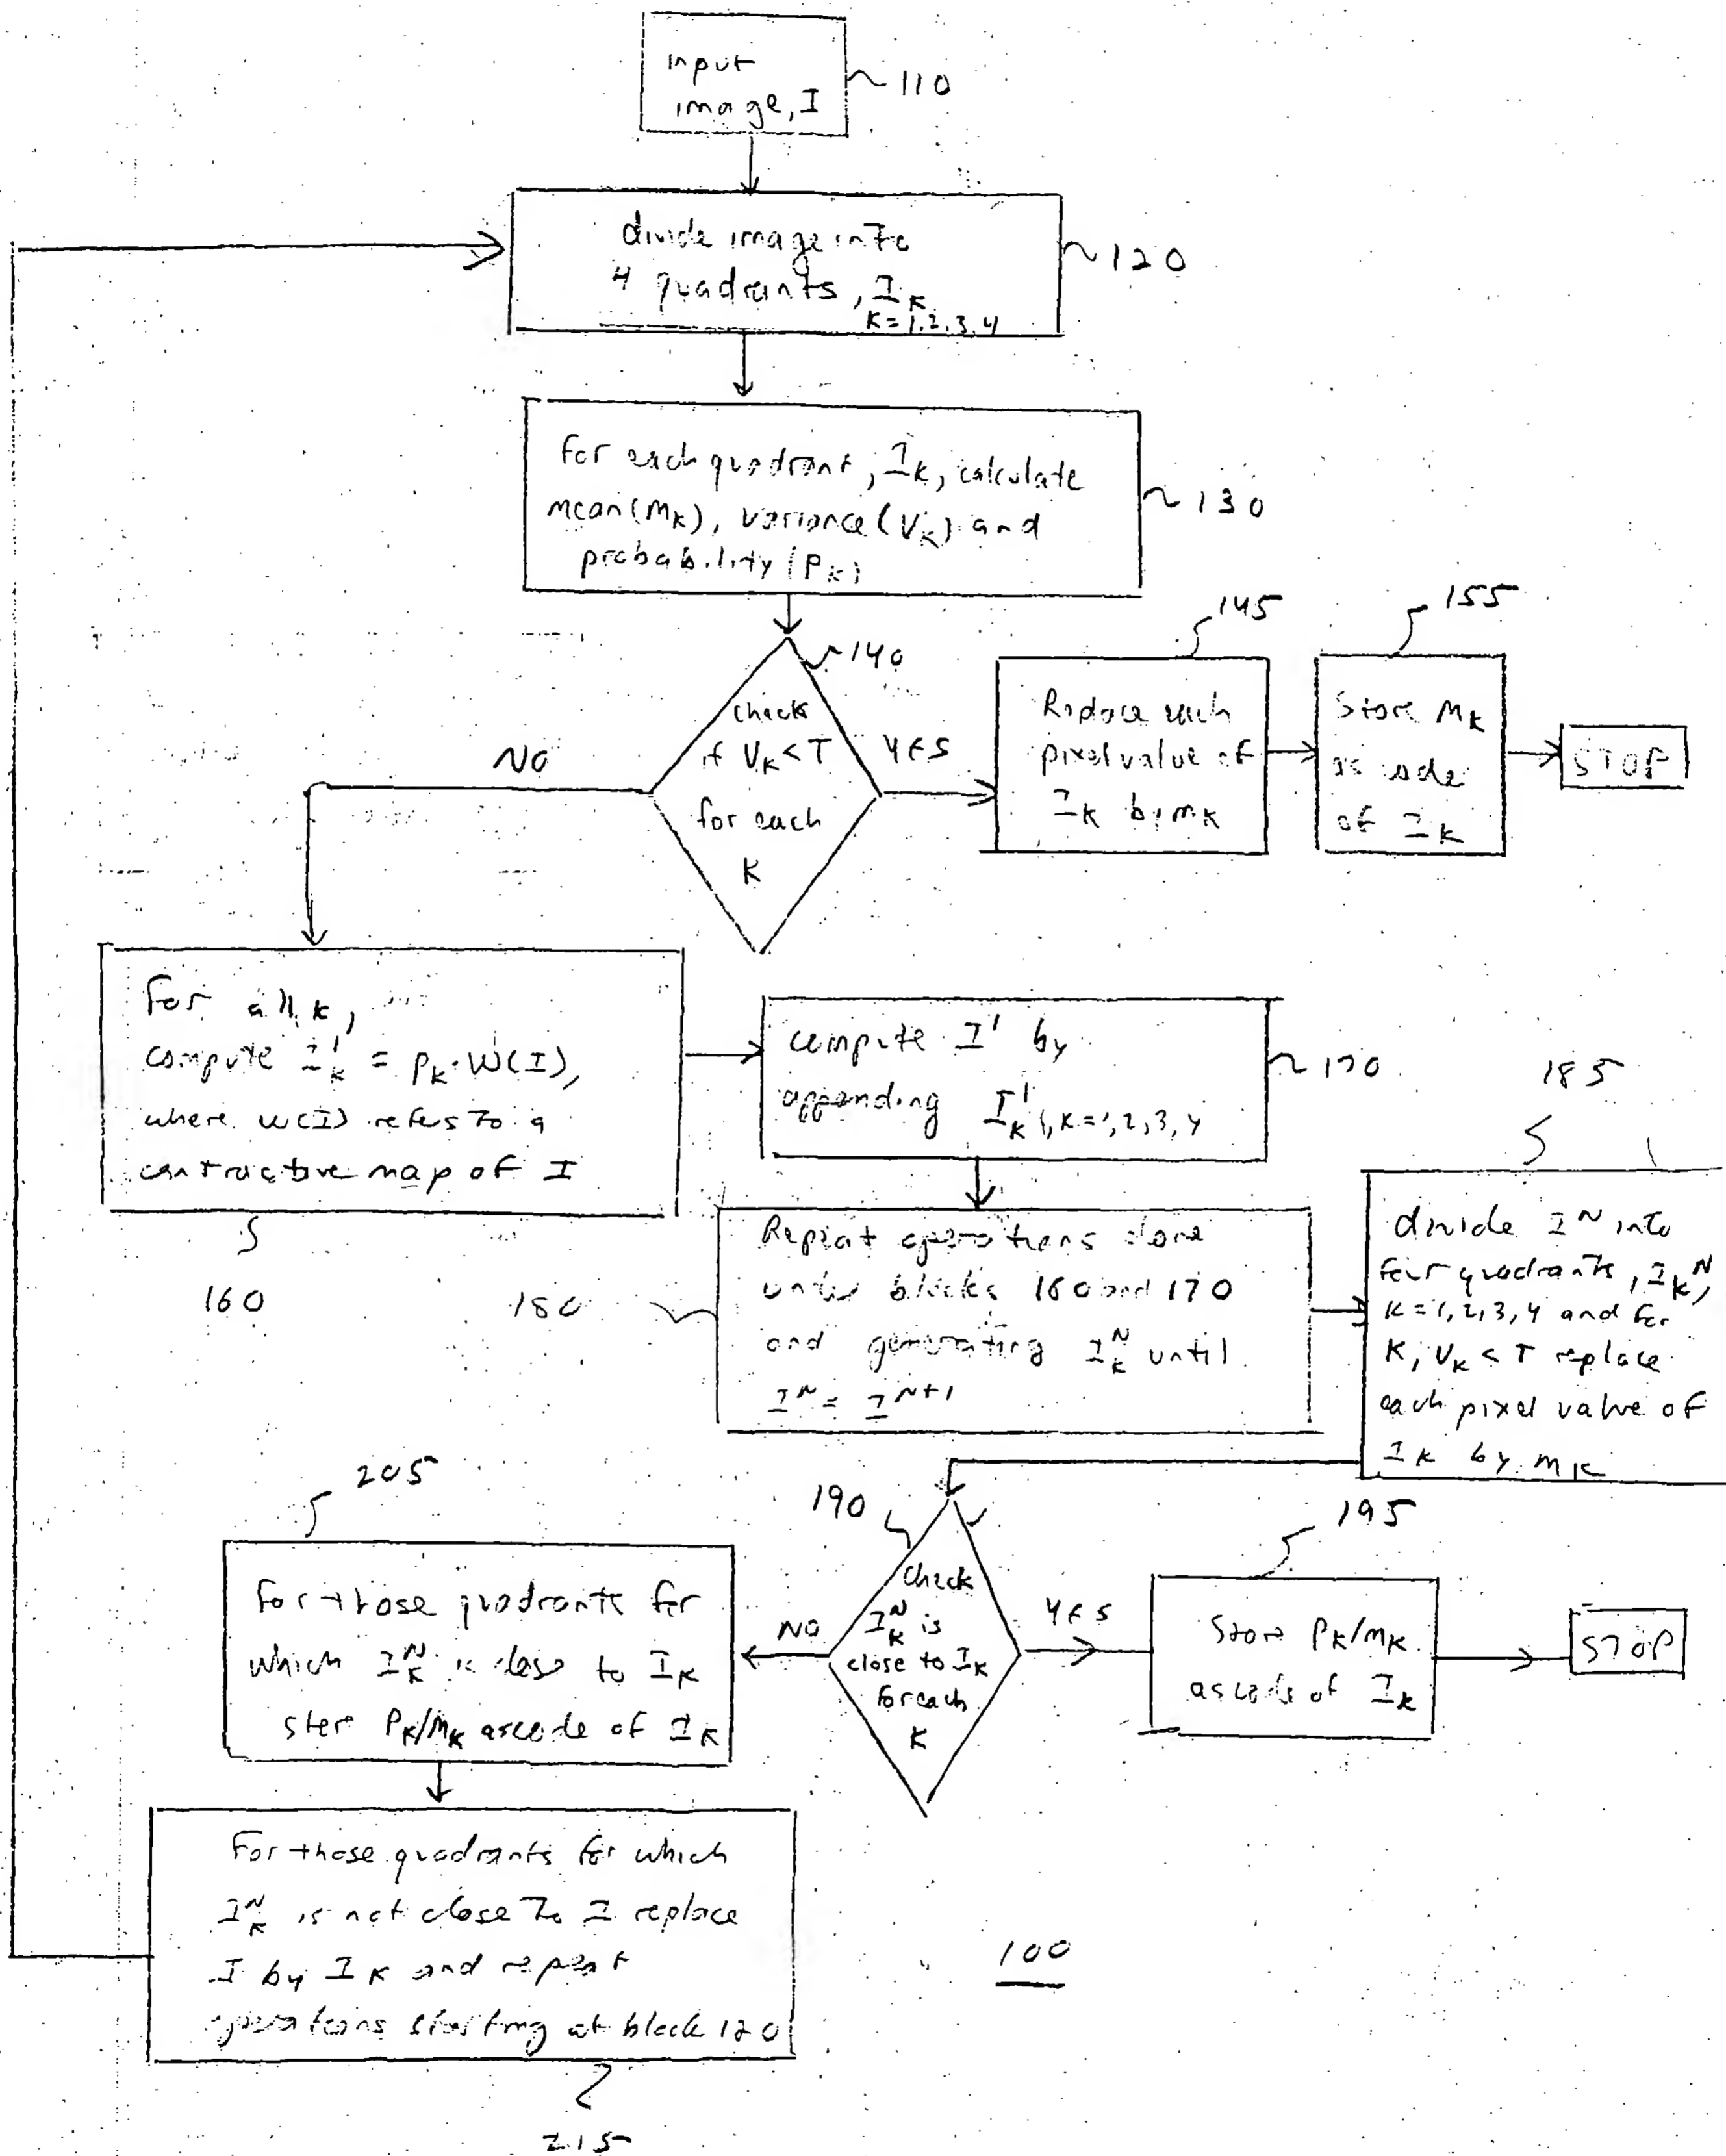 input
image, I
110
divide image into
4 quadrants, I_K
K=1,2,3,4
120
for each quadrant, I_K, calculate
mean(M_K), variance(V_K) and
probability(P_K)
130
140
checks
if V_K < T
for each
K
NO
YES
145
Replace each
pixel value of
I_K by m_K
155
Store M_K
as code
of I_K
STOP
For all K,
compute I'_K = P_K·W(I),
where W(I) refers to a
contractive map of I
160
compute I' by
appending I'_K, K=1,2,3,4
170
180
Repeat operations done
under blocks 160 and 170
and generating I_K^N until
I^N = I^N+1
185
divide I^N into
four quadrants, I_K^N,
K=1,2,3,4 and for
K, V_K < T replace
each pixel value of
I_K by m_K
190
Check
I_K^N is
close to I_K
for each
K
NO
YES
195
Store P_K/M_K
as code of I_K
STOP
205
for those quadrants for
which I_K^N is close to I_K
store P_K/M_K as code of I_K
For those quadrants for which
I_K^N is not close to I replace
I by I_K and repeat
operations starting at block 120
215
100